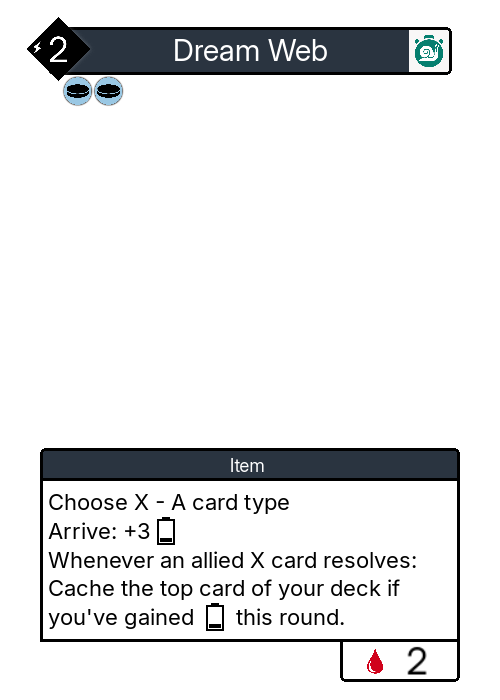 2 Dream Web
Item
Choose X - A card type
Arrive: +3
Whenever an allied X card resolves:
Cache the top card of your deck if
you've gained this round.
2